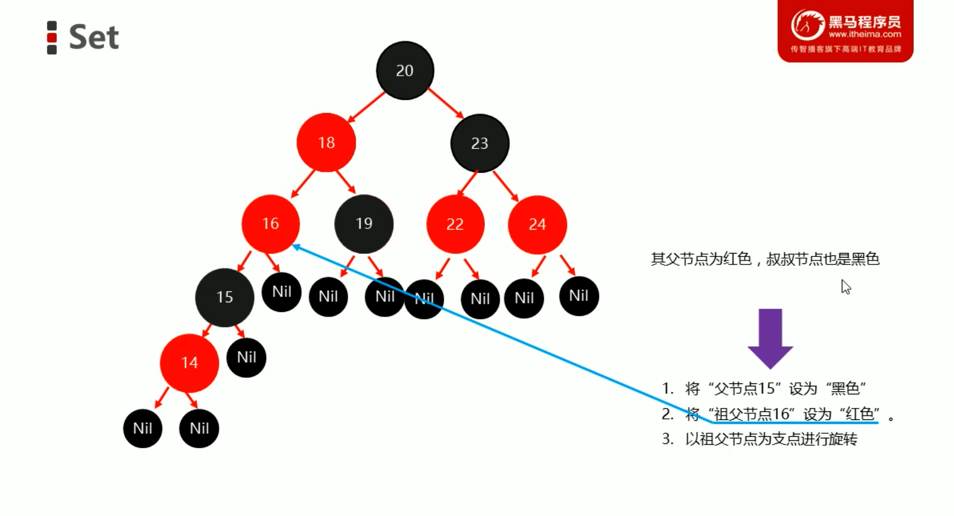 Set
黑马程序员
www.itheima.com
传智播客旗下高端IT教育品牌
20
18
23
16
19
22
24
其父节点为红色，叔叔节点也是黑色
15
Nil
Nil
Nil
Nil
Nil
Nil
Nil
14
Nil
1. 将“父节点15”设为“黑色”
2. 将“祖父节点16”设为“红色”。
Nil
Nil
3. 以祖父节点为支点进行旋转